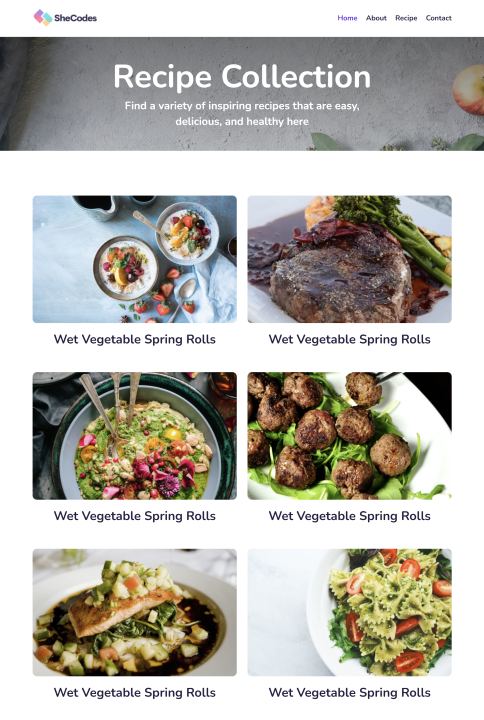 SheCodes
Home About Recipe Contact
Recipe Collection
Find a variety of inspiring recipes that are easy,
delicious, and healthy here
Wet Vegetable Spring Rolls
Wet Vegetable Spring Rolls
Wet Vegetable Spring Rolls
Wet Vegetable Spring Rolls
Wet Vegetable Spring Rolls
Wet Vegetable Spring Rolls